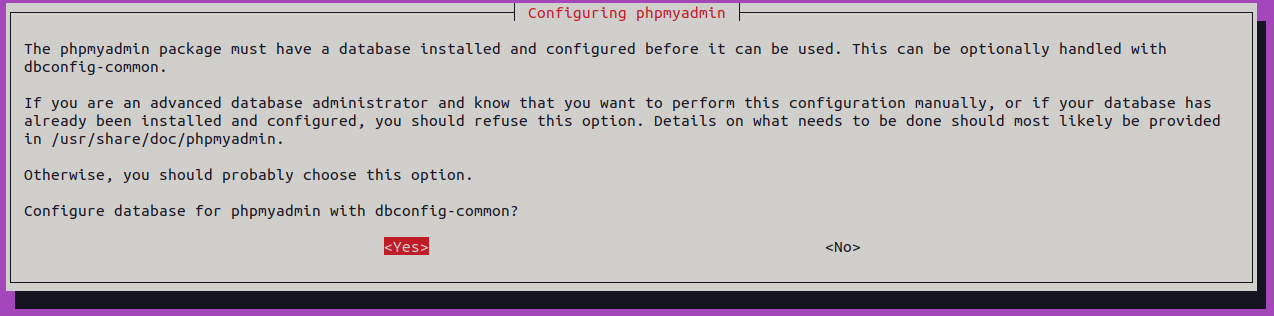 Configuring phpmyadmin
The phpmyadmin package must have a database installed and configured before it can be used. This can be optionally handled with
dbconfig-common.
If you are an advanced database administrator and know that you want to perform this configuration manually, or if your database has
already been installed and configured, you should refuse this option. Details on what needs to be done should most likely be provided
in /usr/share/doc/phpmyadmin.
Otherwise, you should probably choose this option.
Configure database for phpmyadmin with dbconfig-common?
<Yes> <No>